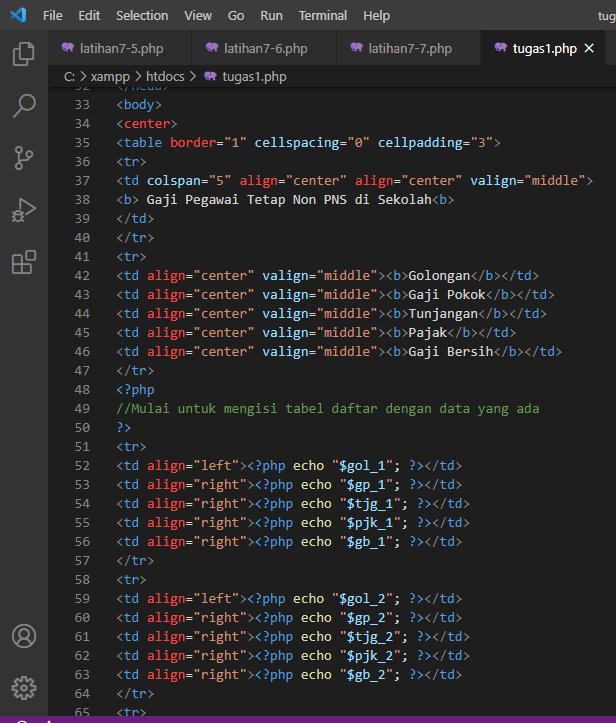 File Edit Selection View Go Run Terminal Help tug
latihan7-5.php latihan7-6.php latihan7-7.php tugas1.php
C: > xampp > htdocs > tugas1.php
32 </head>
33 <body>
34 <center>
35 <table border="1" cellspacing="0" cellpadding="3">
36 <tr>
37 <td colspan="5" align="center" align="center" valign="middle">
38 <b> Gaji Pegawai Tetap Non PNS di Sekolah<b>
39 </td>
40 </tr>
41 <tr>
42 <td align="center" valign="middle"><b>Golongan</b></td>
43 <td align="center" valign="middle"><b>Gaji Pokok</b></td>
44 <td align="center" valign="middle"><b>Tunjangan</b></td>
45 <td align="center" valign="middle"><b>Pajak</b></td>
46 <td align="center" valign="middle"><b>Gaji Bersih</b></td>
47 </tr>
48 <?php
49 //Mulai untuk mengisi tabel daftar dengan data yang ada
50 ?>
51 <tr>
52 <td align="left"><?php echo "$gol_1"; ?></td>
53 <td align="right"><?php echo "$gp_1"; ?></td>
54 <td align="right"><?php echo "$tjg_1"; ?></td>
55 <td align="right"><?php echo "$pjk_1"; ?></td>
56 <td align="right"><?php echo "$gb_1"; ?></td>
57 </tr>
58 <tr>
59 <td align="left"><?php echo "$gol_2"; ?></td>
60 <td align="right"><?php echo "$gp_2"; ?></td>
61 <td align="right"><?php echo "$tjg_2"; ?></td>
62 <td align="right"><?php echo "$pjk_2"; ?></td>
63 <td align="right"><?php echo "$gb_2"; ?></td>
64 </tr>
65 <tr>